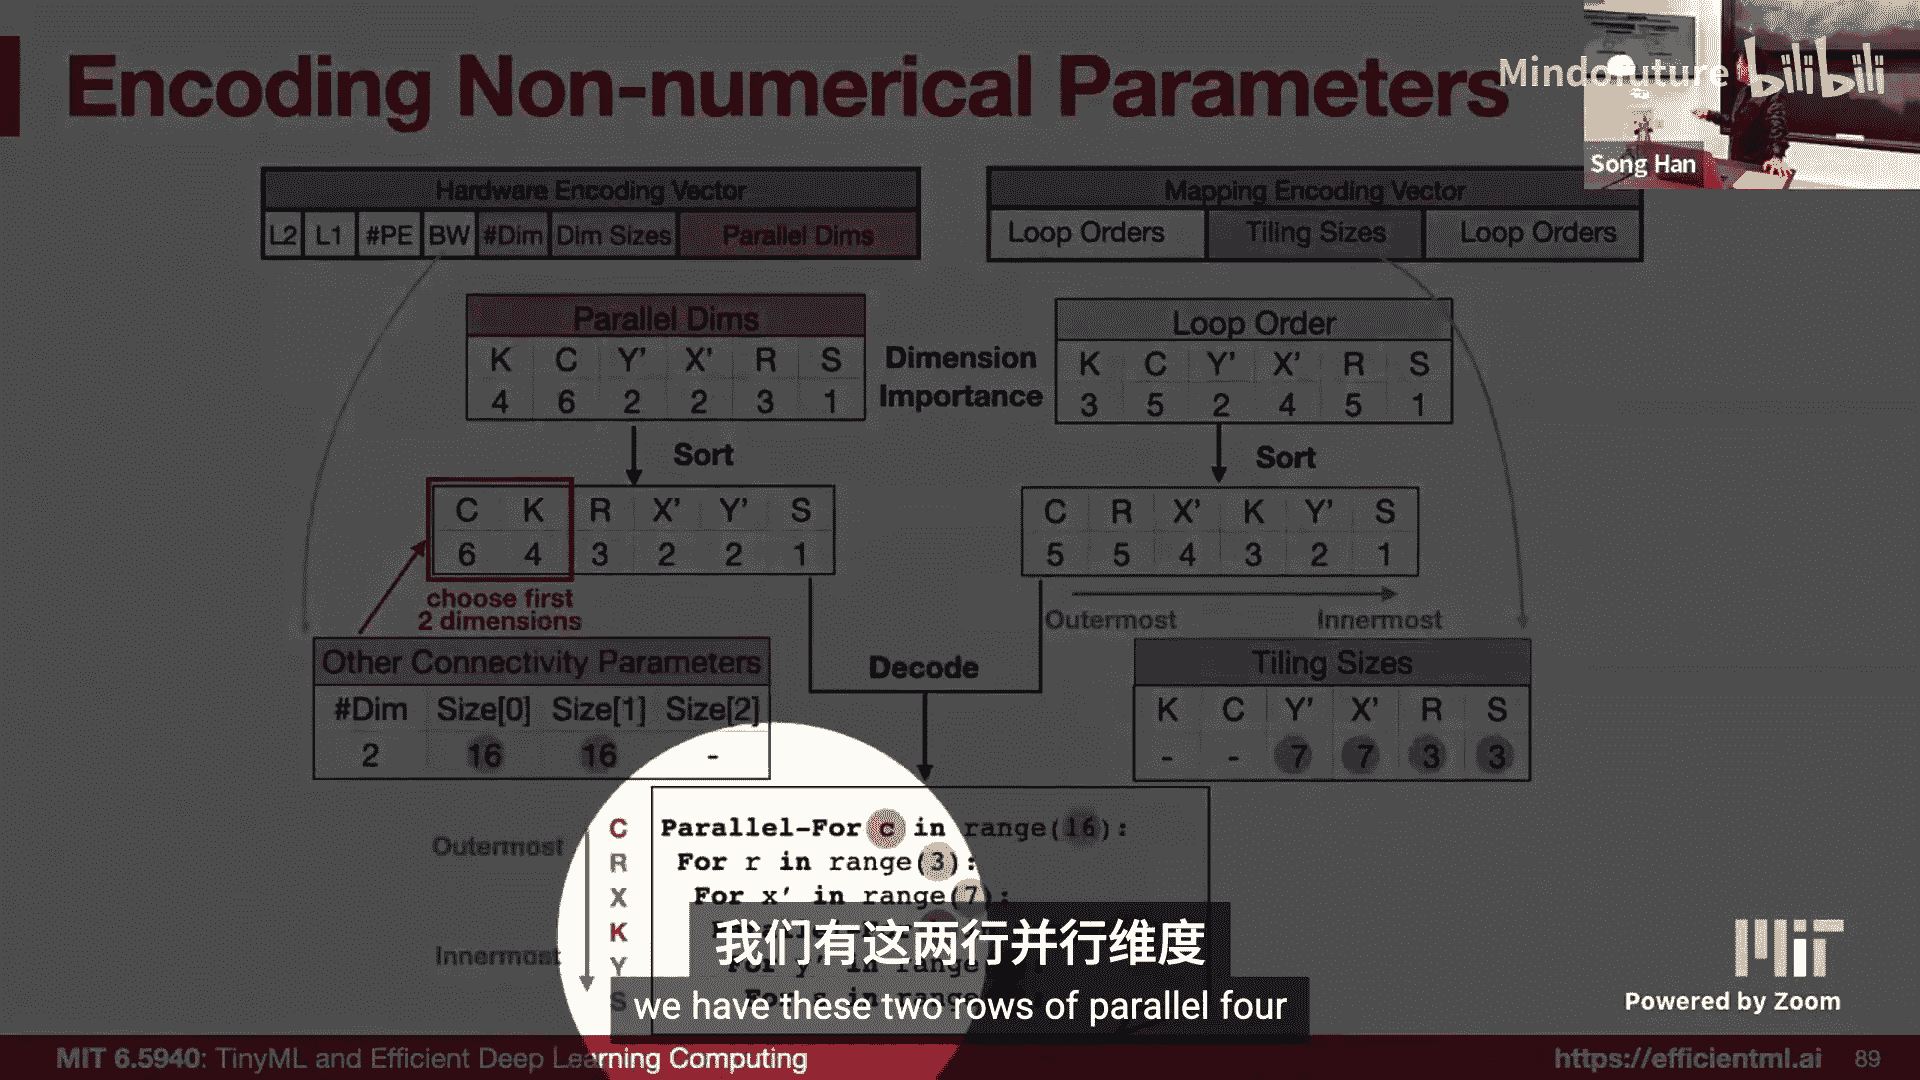 Encoding Non-numerical Parameters
Mindofuture bilibili
Song Han
Hardware Encoding Vector
L2 L1 #PE BW #Dim Dim Sizes Parallel Dims
Mapping Encoding Vector
Loop Orders Tiling Sizes Loop Orders
Parallel Dims
K C Y' X' R S
4 6 2 2 3 1
Dimension
Importance
Loop Order
K C Y' X' R S
3 5 2 4 5 1
Sort
Sort
C K R X' Y' S
6 4 3 2 2 1
C R X' K Y' S
5 5 4 3 2 1
choose first
2 dimensions
Outermost Innermost
Other Connectivity Parameters
#Dim Size[0] Size[1] Size[2]
2 16 16 -
Decode
Tiling Sizes
K C Y' X' R S
- - 7 7 3 3
Outermost
Innermost
C
R
X
K
Y
S
Parallel-For c in range(16):
For r in range(3):
For x' in range(7):
For y' in range
我们有这两行并行维度
we have these two rows of parallel four
MIT
Powered by Zoom
MIT 6.5940: TinyML and Efficient Deep Learning Computing
https://efficientml.ai 89